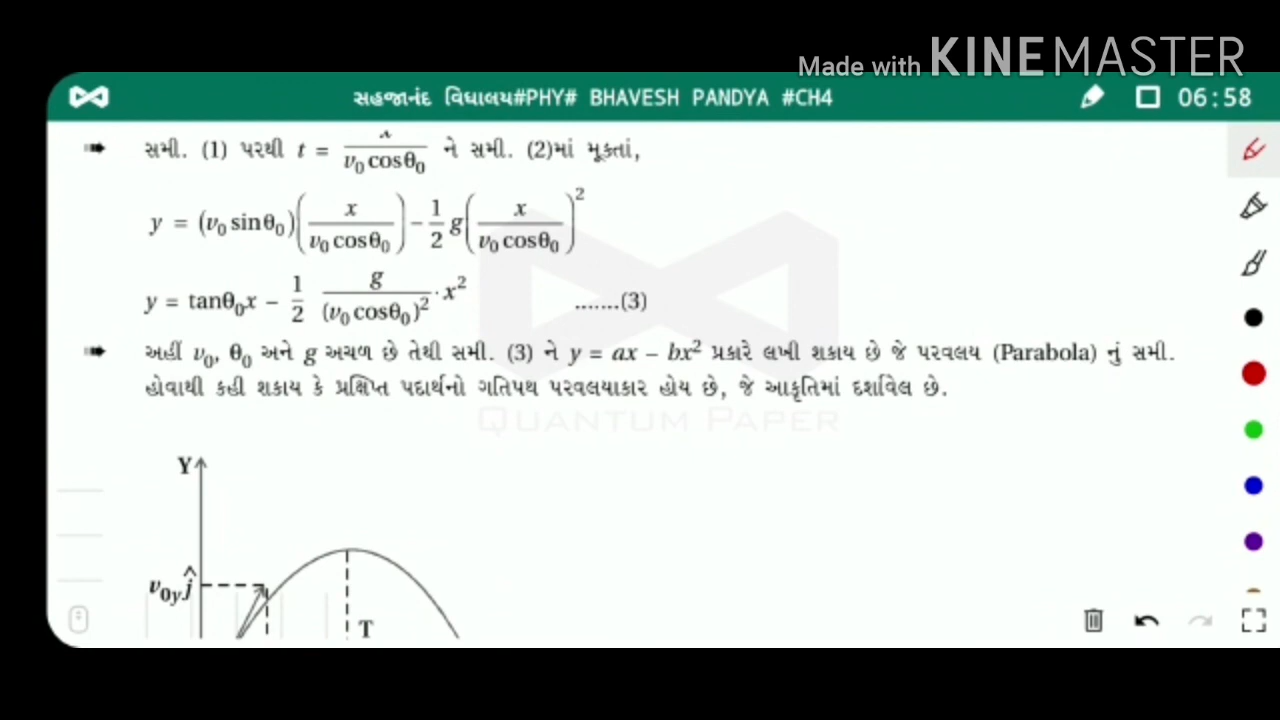 Made with KINEMASTER
સહજાનંદ વિધાલય#PHY# BHAVESH PANDYA #CH4 06:58
➠ સમી. (1) પરથી t = x / v₀ cosθ₀ ને સમી. (2)માં મૂકતાં,
y = (v₀ sinθ₀)(x / v₀ cosθ₀) – 1/2 g(x / v₀ cosθ₀)²
y = tanθ₀x – 1/2 g / (v₀ cosθ₀)² · x² .......(3)
➠ અહીં v₀, θ₀ અને g અચળ છે તેથી સમી. (3) ને y = ax – bx² પ્રકારે લખી શકાય છે જે પરવલય (Parabola) નું સમી.
હોવાથી કહી શકાય કે પ્રક્ષિપ્ત પદાર્થનો ગતિપથ પરવલયાકાર હોય છે, જે આકૃતિમાં દર્શાવેલ છે.
QUANTUM PAPER
Y
v₀y ĵ
T